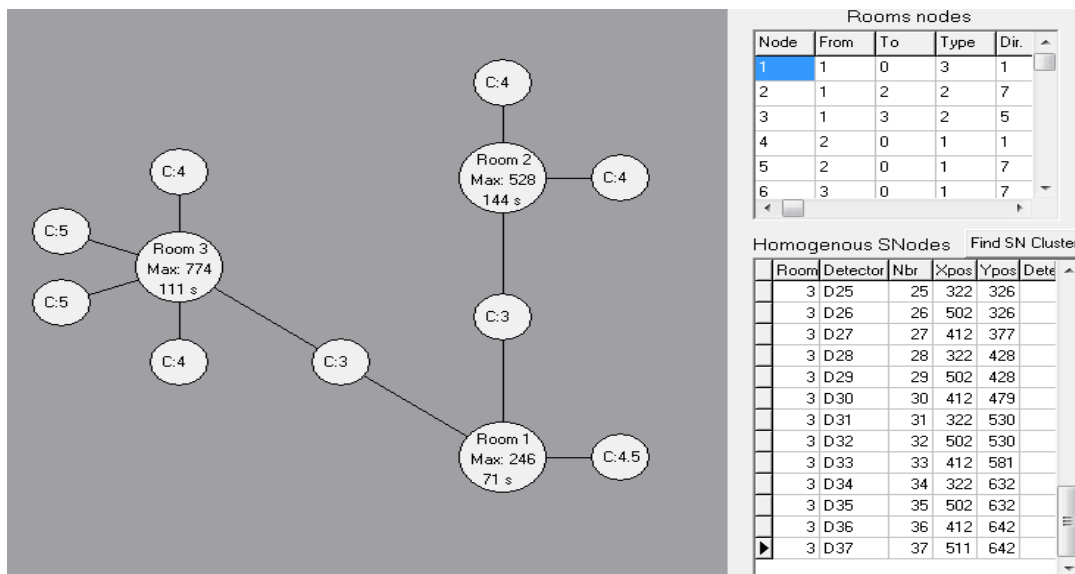 C:4
Room 2
Max: 528
144 s
C:4
C:4
C:5
Room 3
Max: 774
111 s
C:5
C:4
C:3
C:3
Room 1
Max: 246
71 s
C:4.5
Rooms nodes
Node From To Type Dir.
1 1 0 3 1
2 1 2 2 7
3 1 3 2 5
4 2 0 1 1
5 2 0 1 7
6 3 0 1 7
Homogenous SNodes Find SN Cluste
Room Detector Nbr Xpos Ypos Dete
3 D25 25 322 326
3 D26 26 502 326
3 D27 27 412 377
3 D28 28 322 428
3 D29 29 502 428
3 D30 30 412 479
3 D31 31 322 530
3 D32 32 502 530
3 D33 33 412 581
3 D34 34 322 632
3 D35 35 502 632
3 D36 36 412 642
3 D37 37 511 642